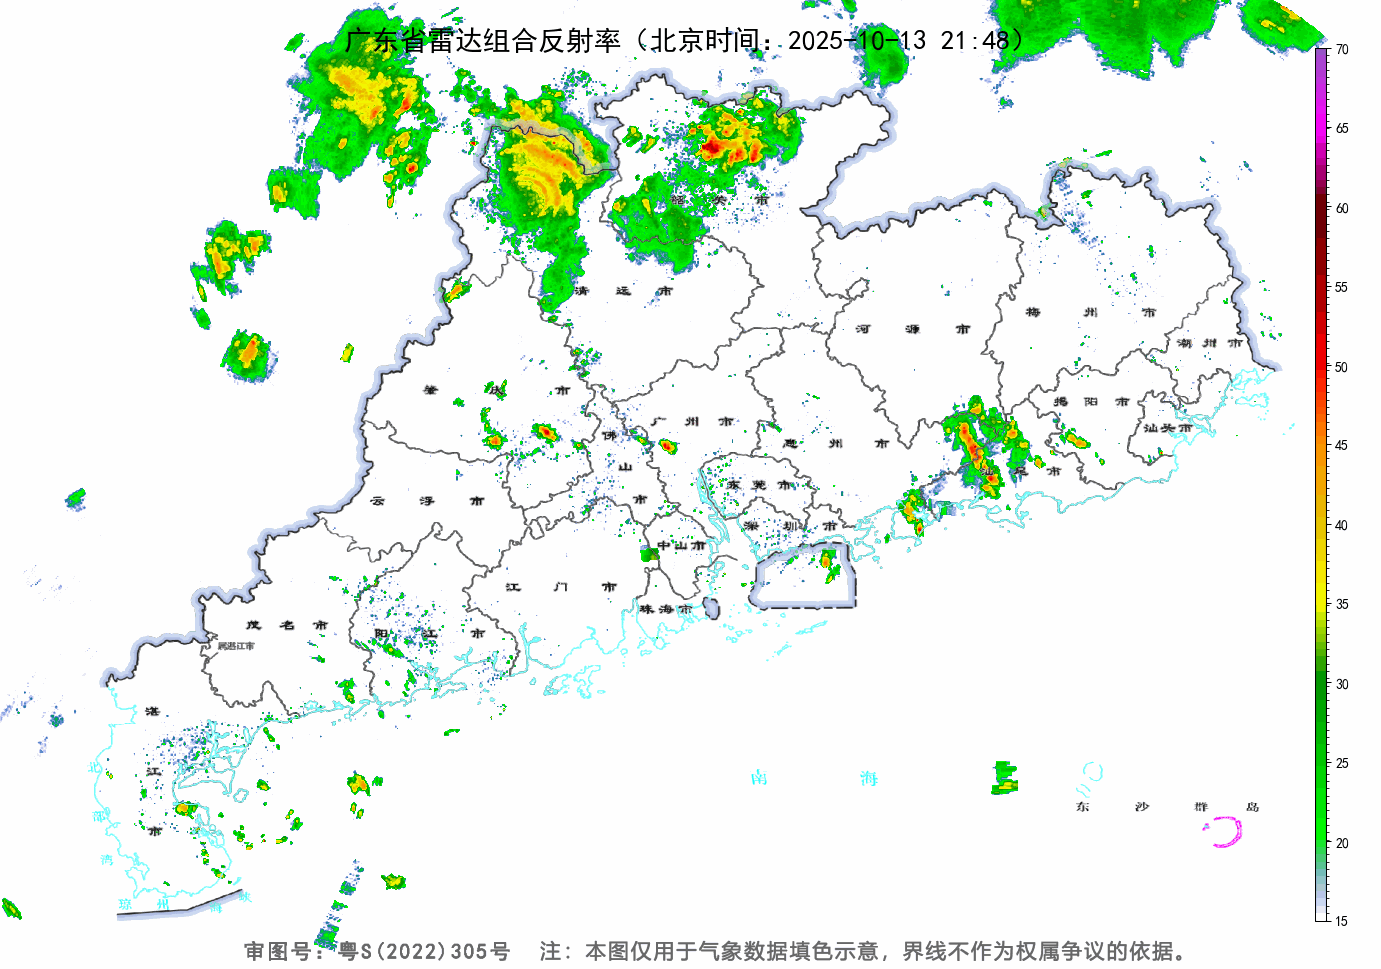 广东省雷达组合反射率（北京时间：2025-10-13 21:48）
70
65
60
55
50
45
40
35
30
25
20
15
韶 关 市
清 远 市
河 源 市
梅 州 市
潮 州 市
肇 庆 市
广 州 市
佛 山 市
惠 州 市
揭 阳 市
汕头市
汕 尾 市
云 浮 市
东 莞 市
深 圳 市
中山市
江 门 市
珠海市
茂 名 市
属湛江市
阳 江 市
湛 江 市
北 部 湾
琼 州 海 峡
南 海
东 沙 群 岛
审图号：粤S(2022)305号 注：本图仅用于气象数据填色示意，界线不作为权属争议的依据。